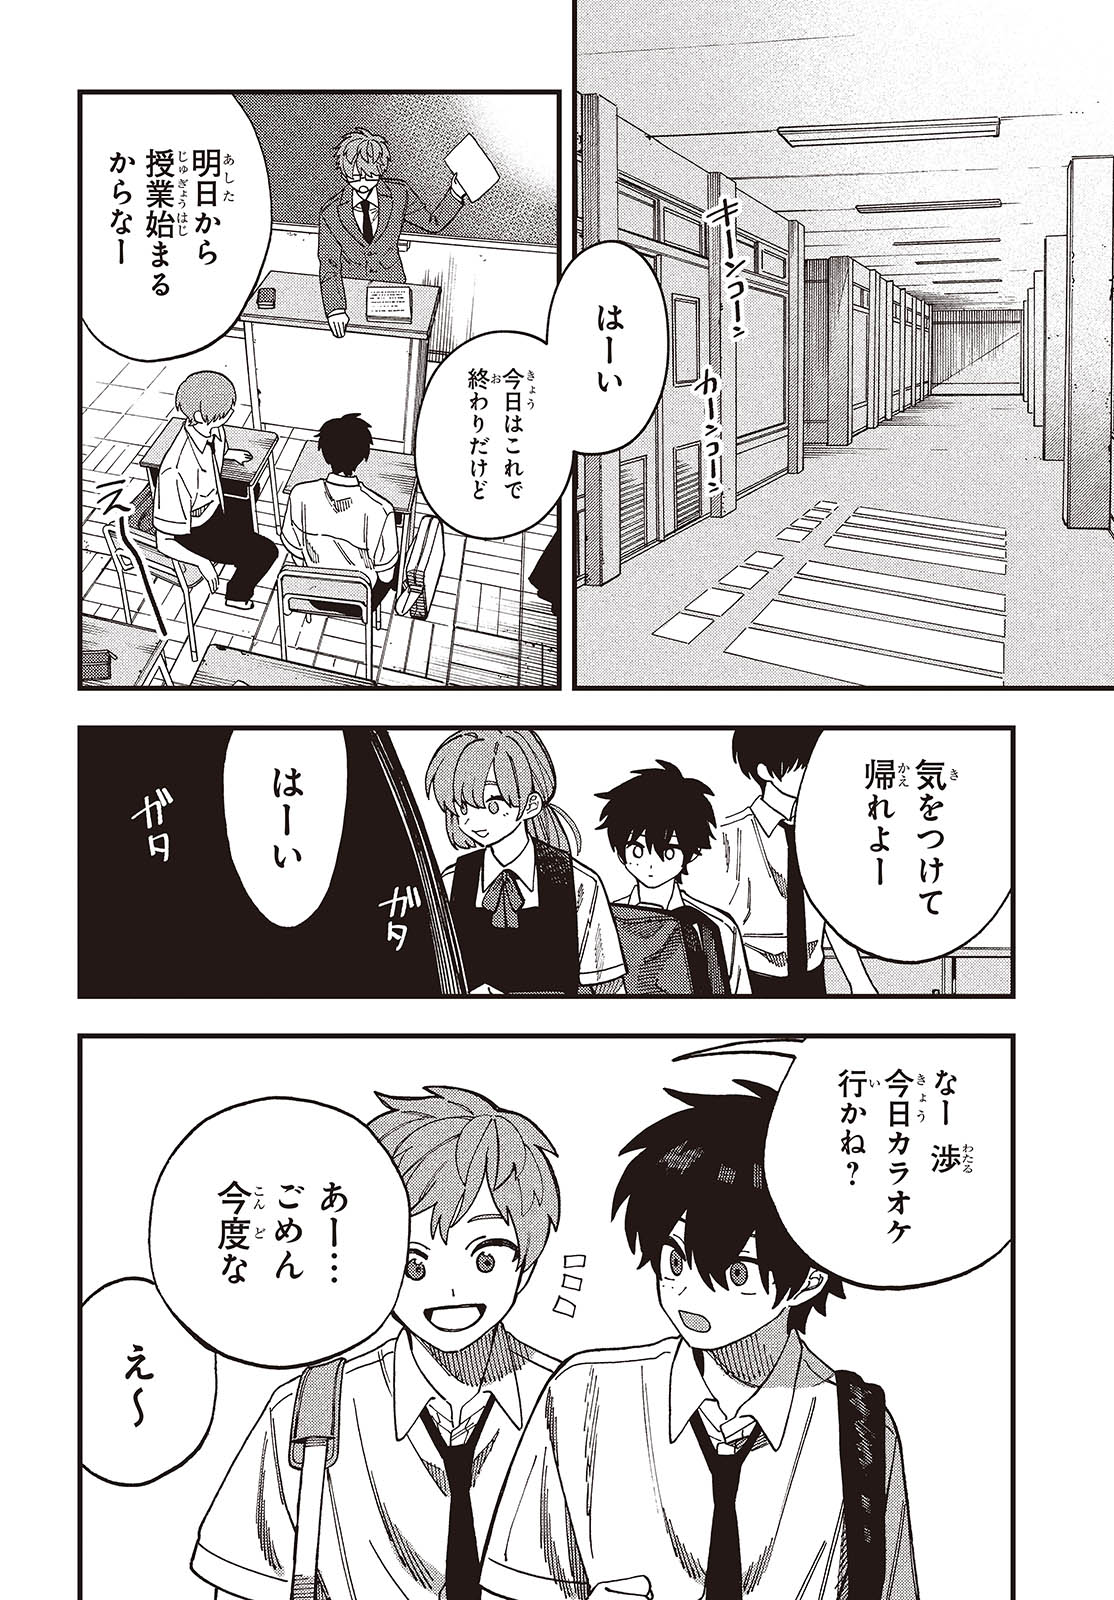 キーンコーン
カーンコーン
はーい
今日はこれで
終わりだけど
明日から
授業始まる
からなー
えー
気をつけて
帰れよー
はーい
ガタ
ガタ
なー 渉
今日カラオケ
行かね？
あー…
ごめん
今度な
え〜